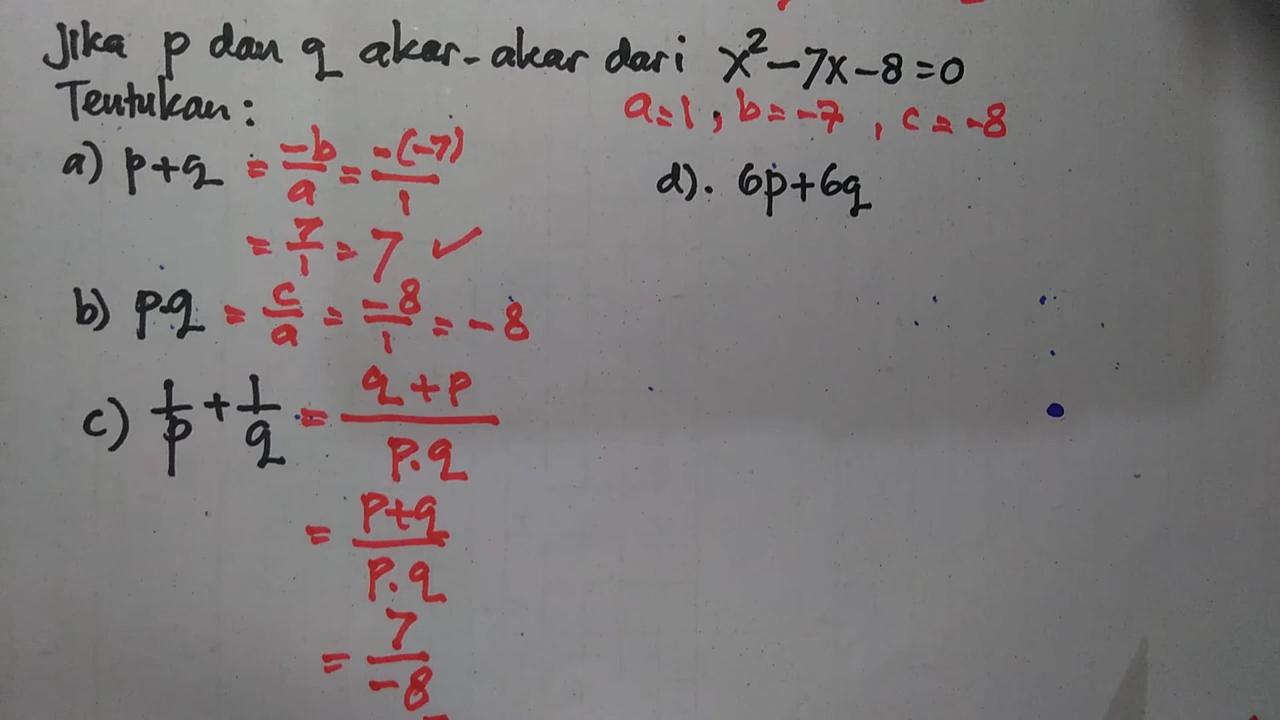 Jika p dan q akar-akar dari x² - 7x - 8 = 0
Tentukan:
a=1, b=-7, c=-8
a) p+q = -b/a = -(-7)/1
= 7/1 = 7 ✓
b) p.q = c/a = -8/1 = -8
c) 1/p + 1/q = q+p/p.q
= p+q/p.q
= 7/-8
d). 6p+6q